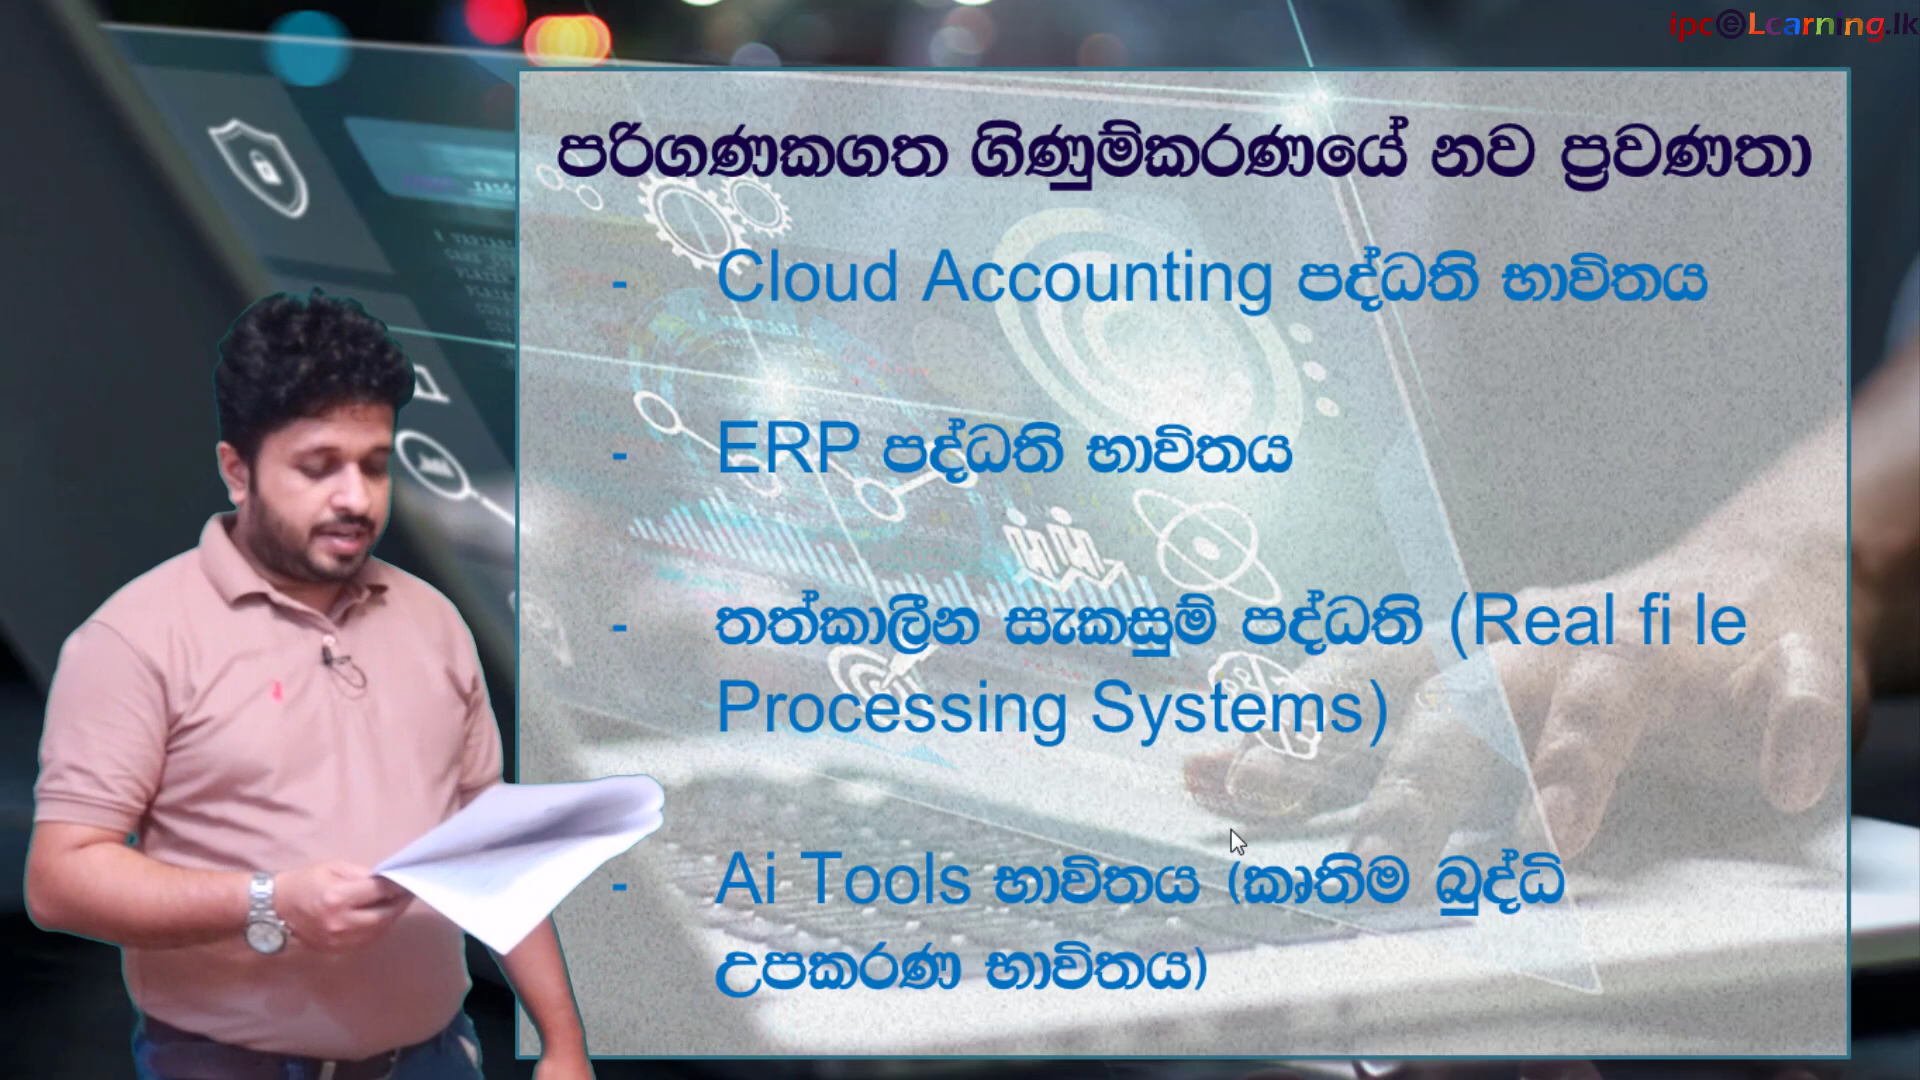 ipc@Learning.lk
පරිගණකගත ගිණුම්කරණයේ නව ප්‍රවණතා
- Cloud Accounting පද්ධති භාවිතය
- ERP පද්ධති භාවිතය
- තත්කාලීන සැකසුම් පද්ධති (Real fi le
Processing Systems)
- Ai Tools භාවිතය (කෘතිම බුද්ධි
උපකරණ භාවිතය)